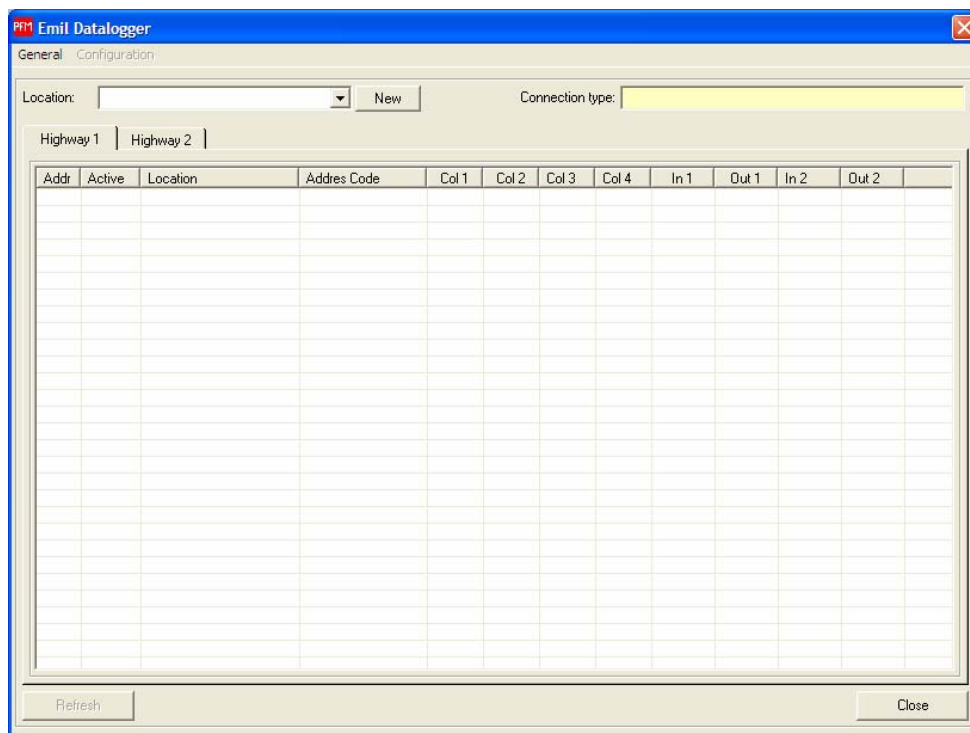 PFM Emil Datalogger
General Configuration
Location: New Connection type:
Highway 1 Highway 2
Addr Active Location Addres Code Col 1 Col 2 Col 3 Col 4 In 1 Out 1 In 2 Out 2
Refresh Close